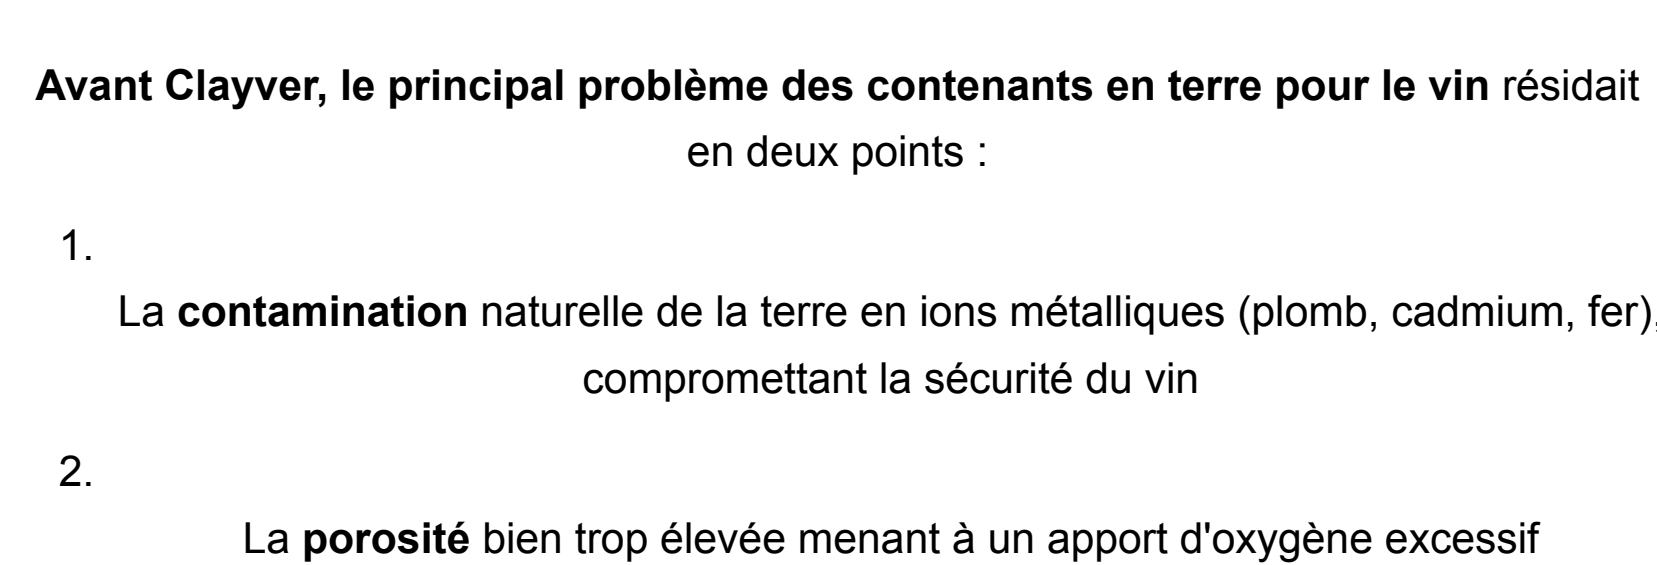 Avant Clayver, le principal problème des contenants en terre pour le vin résidait
en deux points :
1.
La contamination naturelle de la terre en ions métalliques (plomb, cadmium, fer),
compromettant la sécurité du vin
2.
La porosité bien trop élevée menant à un apport d'oxygène excessif